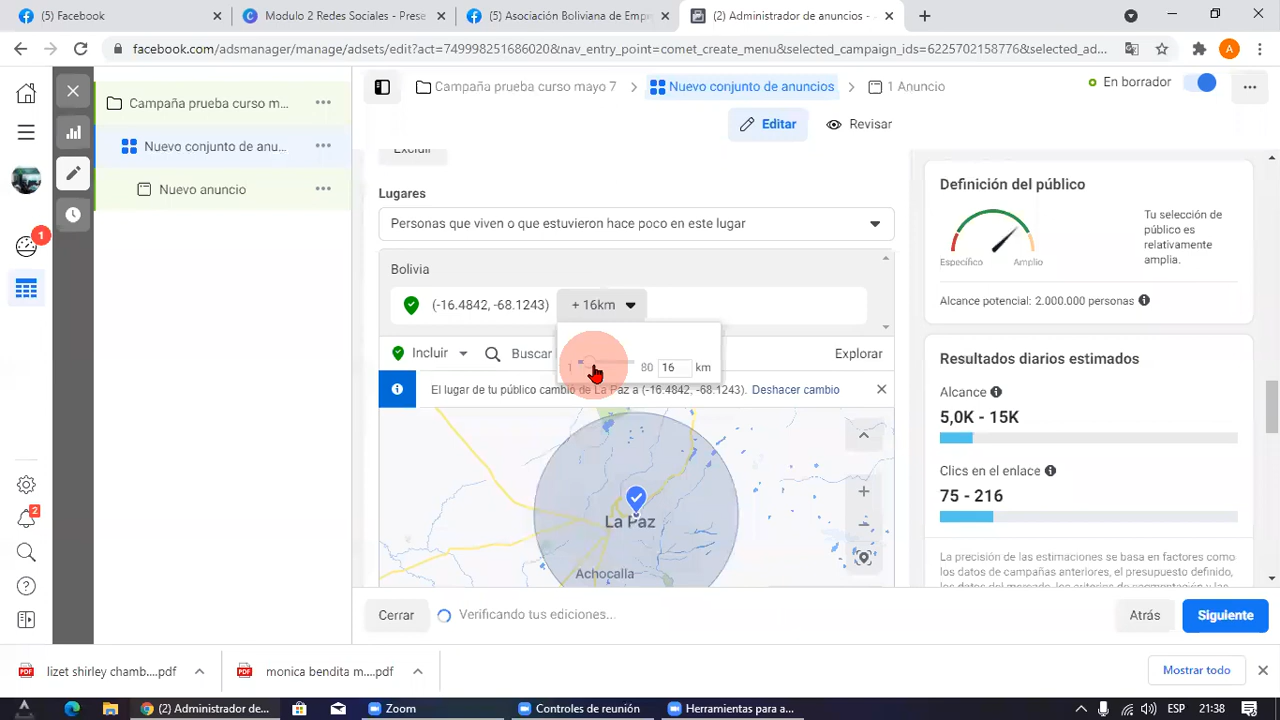 (5) Facebook
Modulo 2 Redes Sociales - Pres
(5) Asociación Boliviana de Emp
(2) Administrador de anuncios -
facebook.com/adsmanager/manage/adsets/edit?act=749998251686020&nav_entry_point=comet_create_menu&selected_campaign_ids=6225702158776&selected_ad...
A
Campaña prueba curso m...
Nuevo conjunto de anu...
Nuevo anuncio
1
2
Campaña prueba curso mayo 7
Nuevo conjunto de anuncios
1 Anuncio
En borrador
Editar
Revisar
Excluir
Lugares
Personas que viven o que estuvieron hace poco en este lugar
Bolivia
(-16.4842, -68.1243)
+ 16km
1
80
16
km
Incluir
Buscar
Explorar
El lugar de tu público cambió de La Paz a (-16.4842, -68.1243). Deshacer cambio
La Paz
Achocalla
Definición del público
Específico
Amplio
Tu selección de
público es
relativamente
amplia.
Alcance potencial: 2.000.000 personas
Resultados diarios estimados
Alcance
5,0K - 15K
Clics en el enlace
75 - 216
La precisión de las estimaciones se basa en factores como
los datos de campañas anteriores, el presupuesto definido,
los datos del mercado, los criterios de segmentación y las
Cerrar
Verificando tus ediciones...
Atrás
Siguiente
lizet shirley chamb....pdf
monica bendita m....pdf
Mostrar todo
(2) Administrador de...
Zoom
Controles de reunión
Herramientas para a...
ESP
21:38